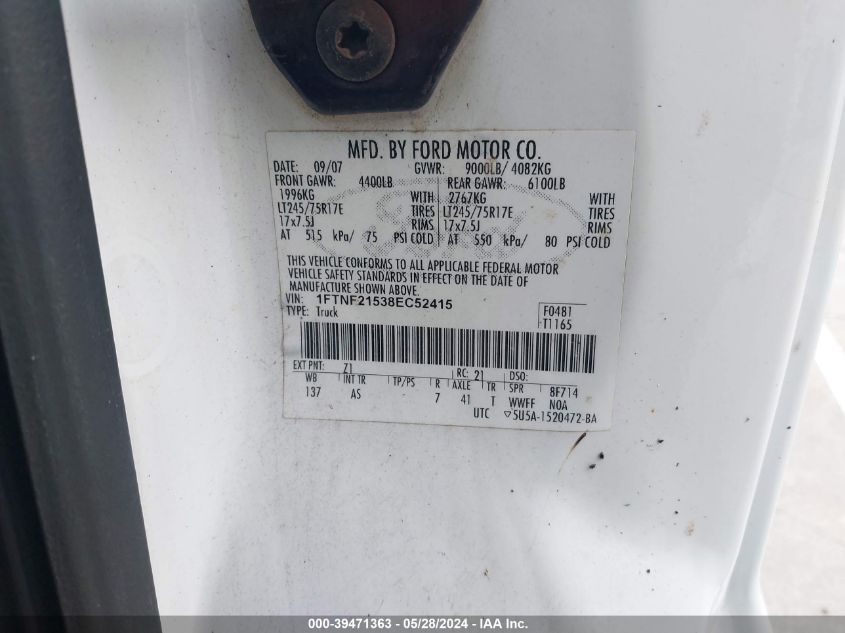 MFD. BY FORD MOTOR CO.
DATE: 09/07 GVWR: 9000LB/ 4082KG
FRONT GAWR: 4400LB REAR GAWR: 6100LB
1996KG WITH 2767KG WITH
LT245/75R17E TIRES LT245/75R17E TIRES
17x7.5J RIMS 17x7.5J RIMS
AT 515 kPa/ 75 PSI COLD AT 550 kPa/ 80 PSI COLD
THIS VEHICLE CONFORMS TO ALL APPLICABLE FEDERAL MOTOR
VEHICLE SAFETY STANDARDS IN EFFECT ON THE DATE OF
MANUFACTURE SHOWN ABOVE.
VIN: 1FTNF21538EC52415
TYPE: Truck
F0481
T1165
EXT PNT: Z1 RC: 21 DSO:
WB INT TR TP/PS R AXLE TR SPR 8F714
137 AS 7 41 T WWFF NOA
UTC ▽5U5A-1520472-BA
000-39471363 - 05/28/2024 - IAA Inc.